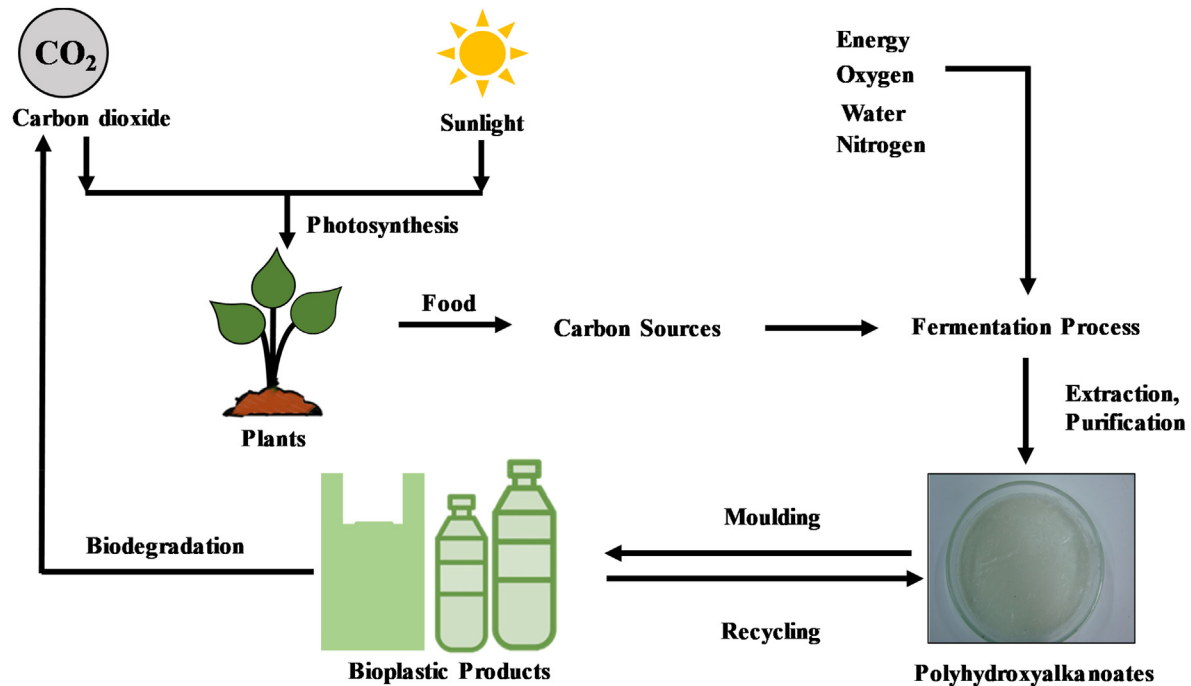 CO2
Carbon dioxide
Sunlight
Energy
Oxygen
Water
Nitrogen
Photosynthesis
Food
Carbon Sources
Fermentation Process
Plants
Extraction,
Purification
Biodegradation
Moulding
Recycling
Bioplastic Products
Polyhydroxyalkanoates